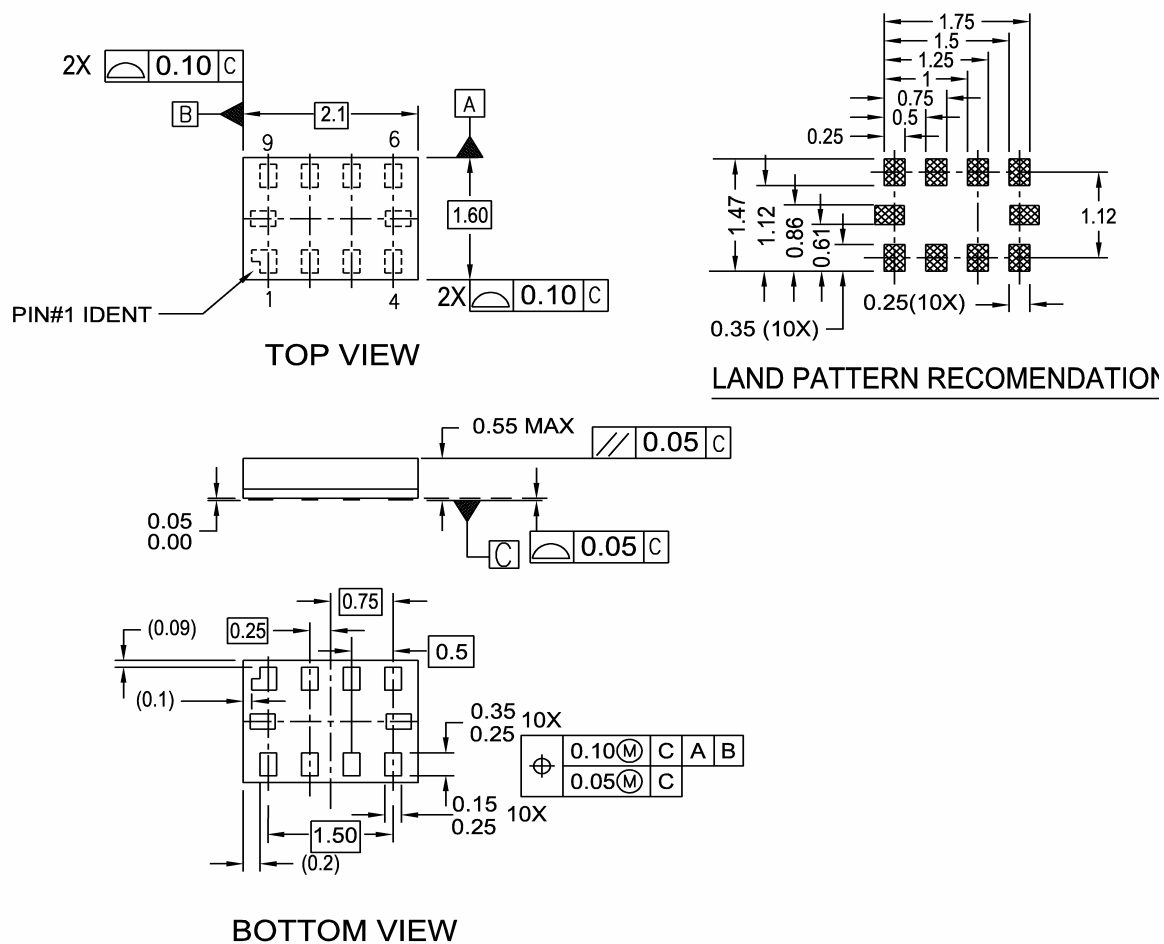 2X 0.10 C
B
2.1
A
9
6
1.60
1
4
2X 0.10 C
PIN#1 IDENT
TOP VIEW
1.75
1.5
1.25
1
0.75
0.5
0.25
1.47
1.12
0.86
0.61
1.12
0.25(10X)
0.35 (10X)
LAND PATTERN RECOMENDATION
0.55 MAX
// 0.05 C
0.05
0.00
C
0.05 C
0.75
(0.09)
0.25
0.5
(0.1)
0.35
0.25 10X
0.10Ⓜ C A B
0.05Ⓜ C
0.15
0.25 10X
1.50
(0.2)
BOTTOM VIEW